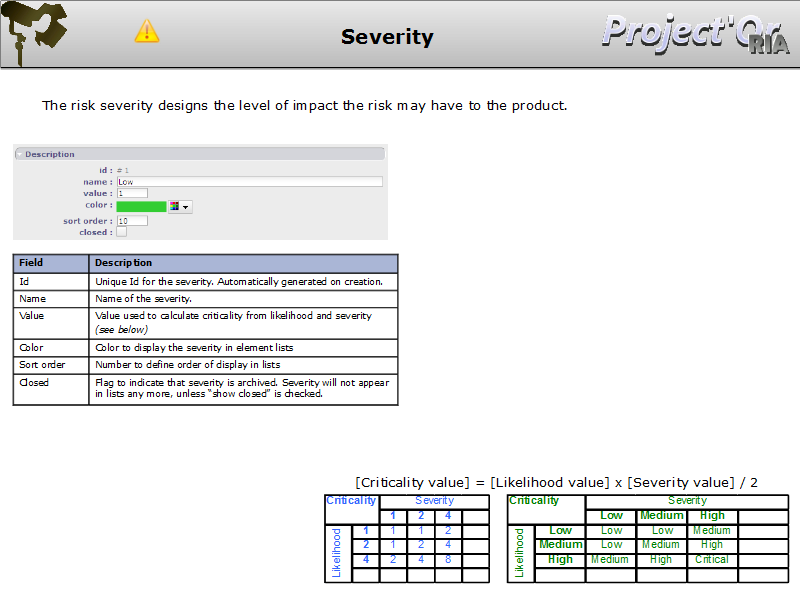 Severity
Project'Or
RIA
The risk severity designs the level of impact the risk may have to the product.
Description
id : # 1
name : Low
value : 1
color :
sort order : 10
closed :
Field Description
Id Unique Id for the severity. Automatically generated on creation.
Name Name of the severity.
Value Value used to calculate criticality from likelihood and severity
(see below)
Color Color to display the severity in element lists
Sort order Number to define order of display in lists
Closed Flag to indicate that severity is archived. Severity will not appear
in lists any more, unless "show closed" is checked.
[Criticality value] = [Likelihood value] x [Severity value] / 2
Criticality Severity
1 2 4
Likelihood
1 1 1 2
2 1 2 4
4 2 4 8
Criticality Severity
Low Medium High
Likelihood
Low Low Low Medium
Medium Low Medium High
High Medium High Critical